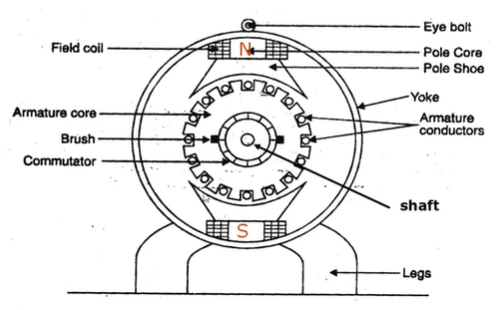 Eye bolt
Field coil
N
Pole Core
Pole Shoe
Yoke
Armature core
Armature
conductors
Brush
Commutator
shaft
S
Legs